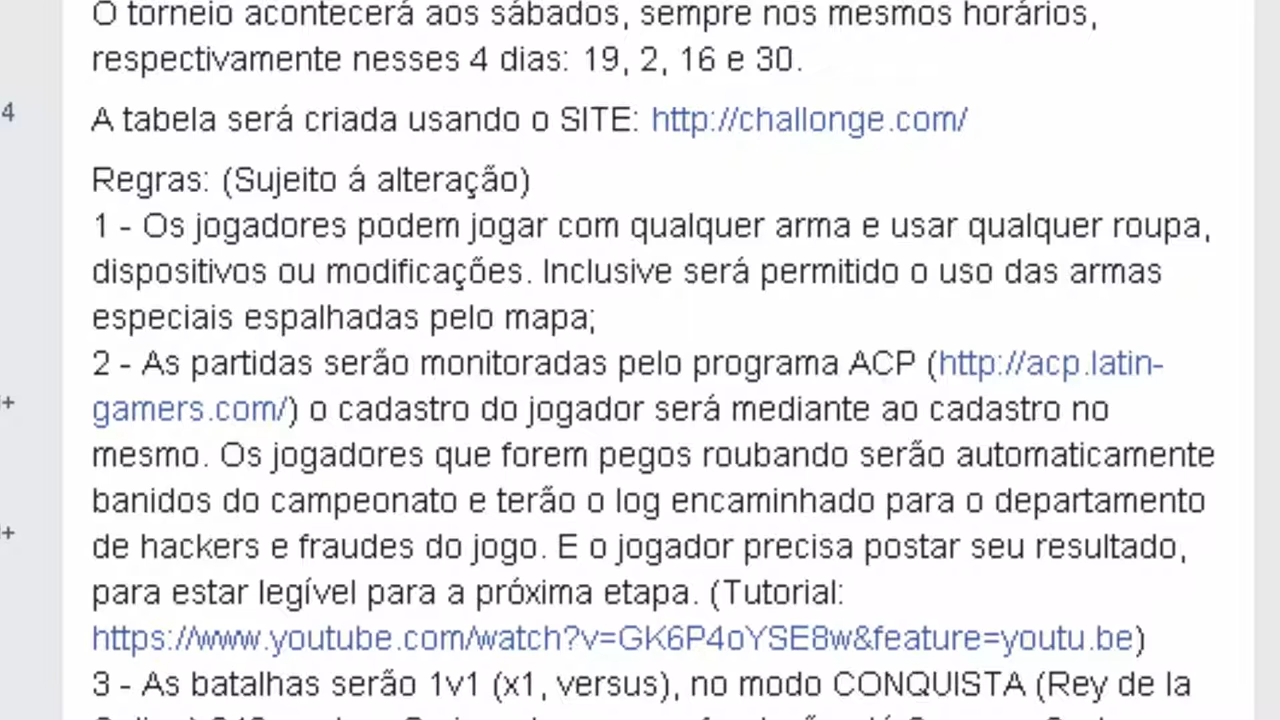 O torneio acontecerá aos sábados, sempre nos mesmos horários,
respectivamente nesses 4 dias: 19, 2, 16 e 30.
4
A tabela será criada usando o SITE: http://challonge.com/
Regras: (Sujeito á alteração)
1 - Os jogadores podem jogar com qualquer arma e usar qualquer roupa,
dispositivos ou modificações. Inclusive será permitido o uso das armas
especiais espalhadas pelo mapa;
2 - As partidas serão monitoradas pelo programa ACP (http://acp.latin-
+
gamers.com/) o cadastro do jogador será mediante ao cadastro no
mesmo. Os jogadores que forem pegos roubando serão automaticamente
banidos do campeonato e terão o log encaminhado para o departamento
+
de hackers e fraudes do jogo. E o jogador precisa postar seu resultado,
para estar legível para a próxima etapa. (Tutorial:
https://www.youtube.com/watch?v=GK6P4oYSE8w&feature=youtu.be)
3 - As batalhas serão 1v1 (x1, versus), no modo CONQUISTA (Rey de la